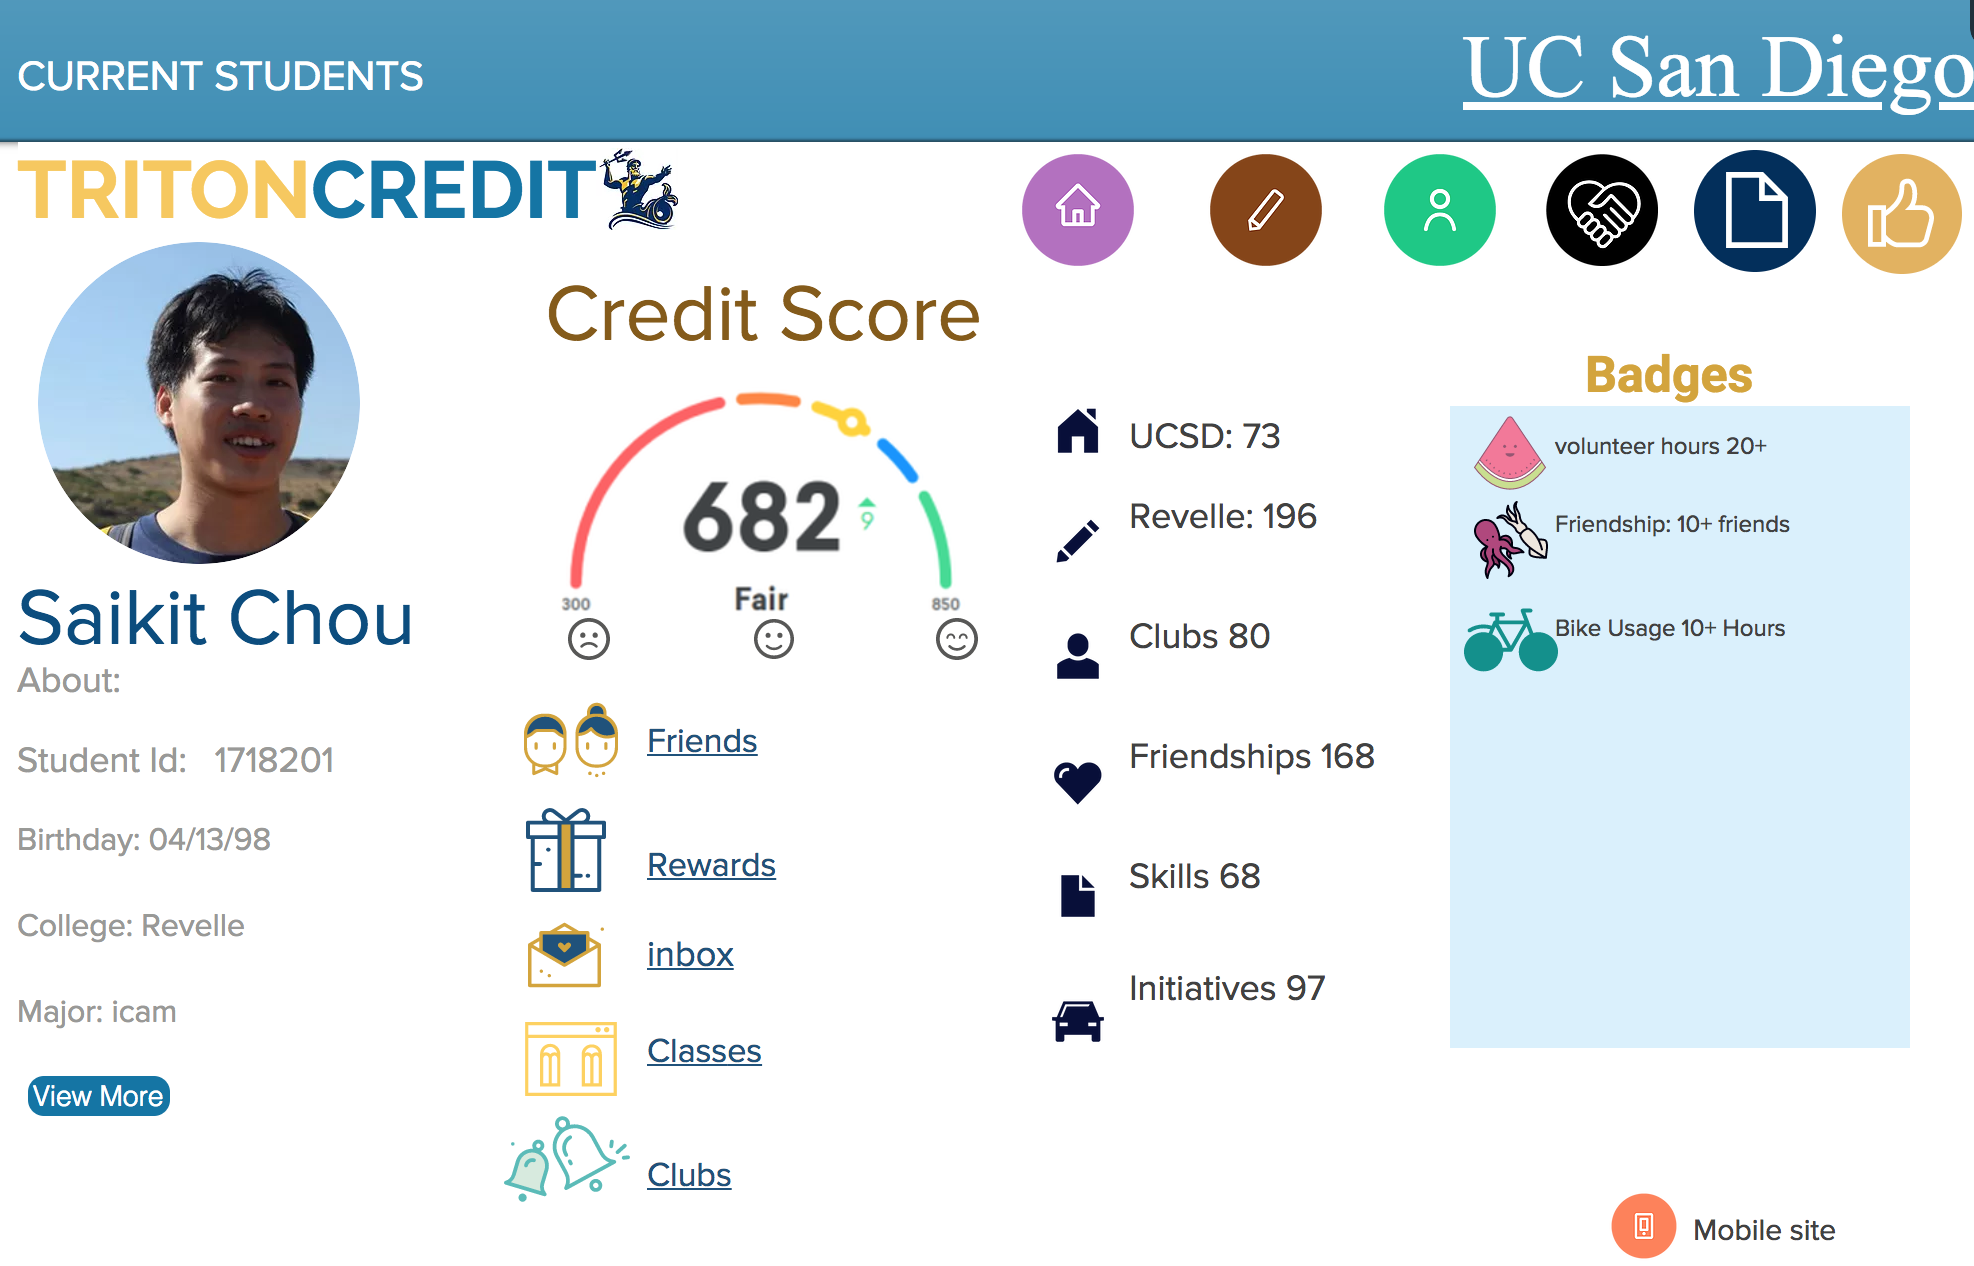 CURRENT STUDENTS
UC San Diego
TRITONCREDIT
Saikit Chou
About:
Student Id: 1718201
Birthday: 04/13/98
College: Revelle
Major: icam
View More
Credit Score
682
9
Fair
300
850
Friends
Rewards
inbox
Classes
Clubs
UCSD: 73
Revelle: 196
Clubs 80
Friendships 168
Skills 68
Initiatives 97
Badges
volunteer hours 20+
Friendship: 10+ friends
Bike Usage 10+ Hours
Mobile site